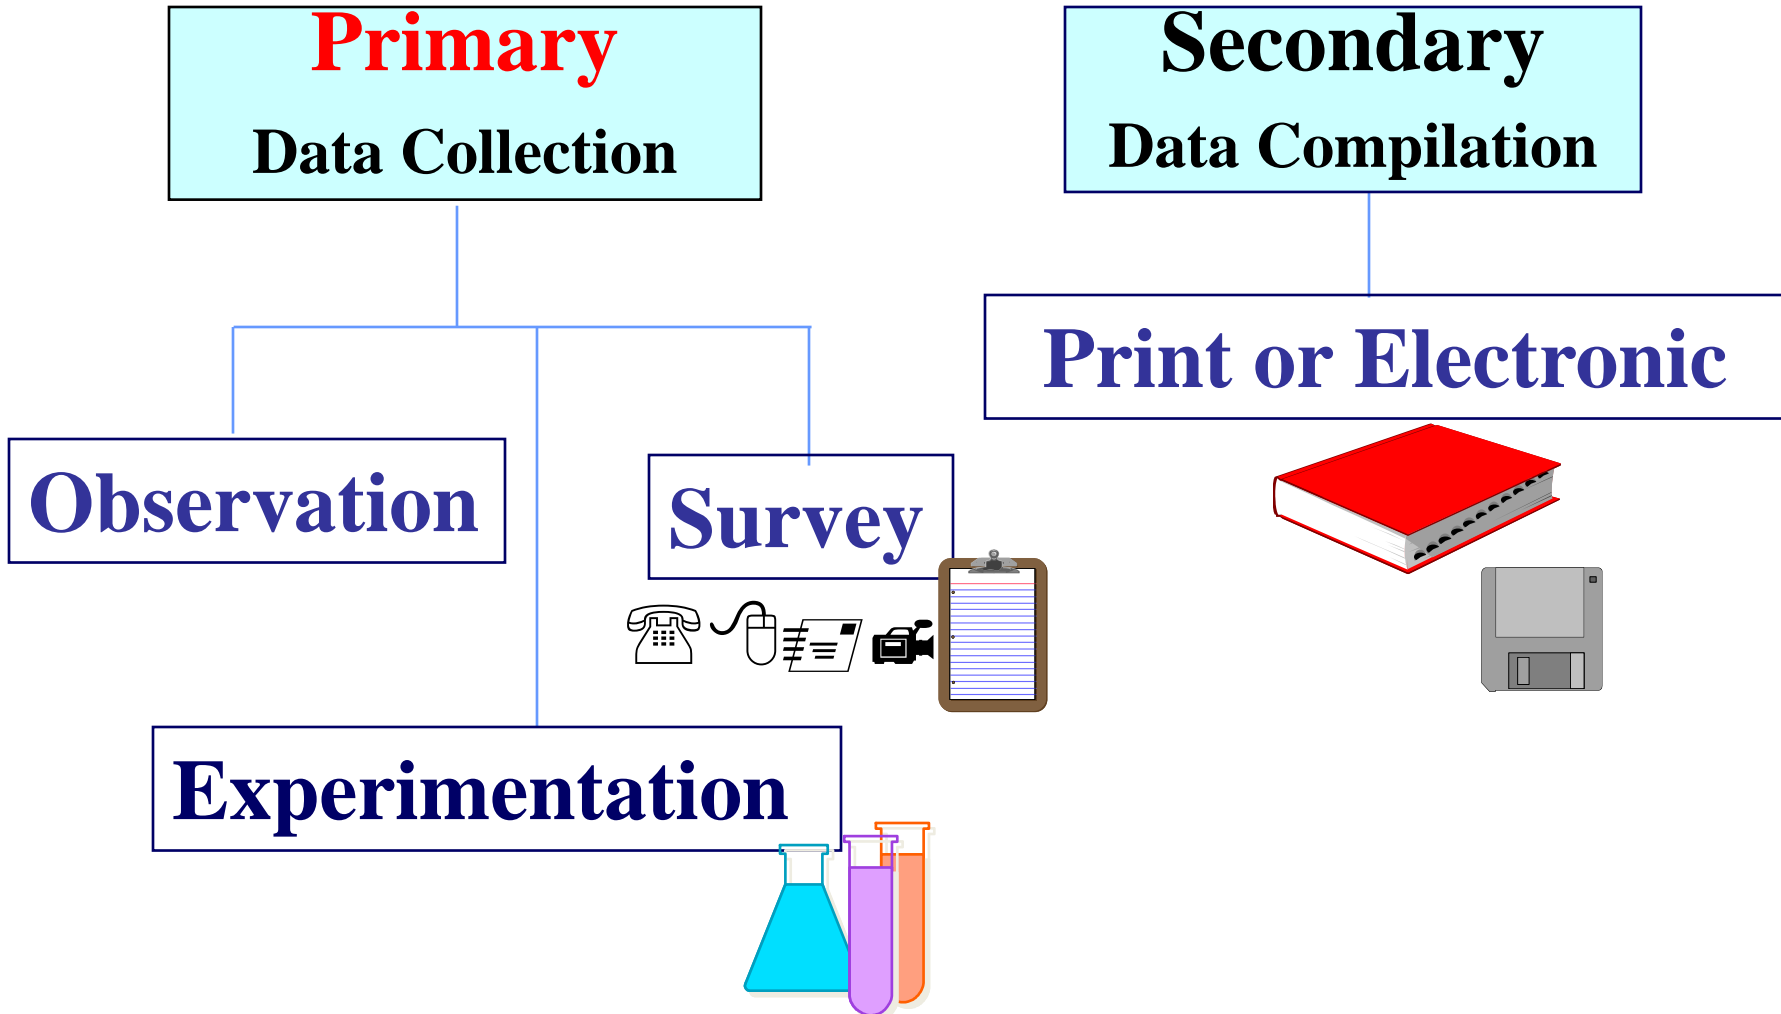 Primary
Data Collection
Secondary
Data Compilation
Print or Electronic
Observation
Survey
Experimentation